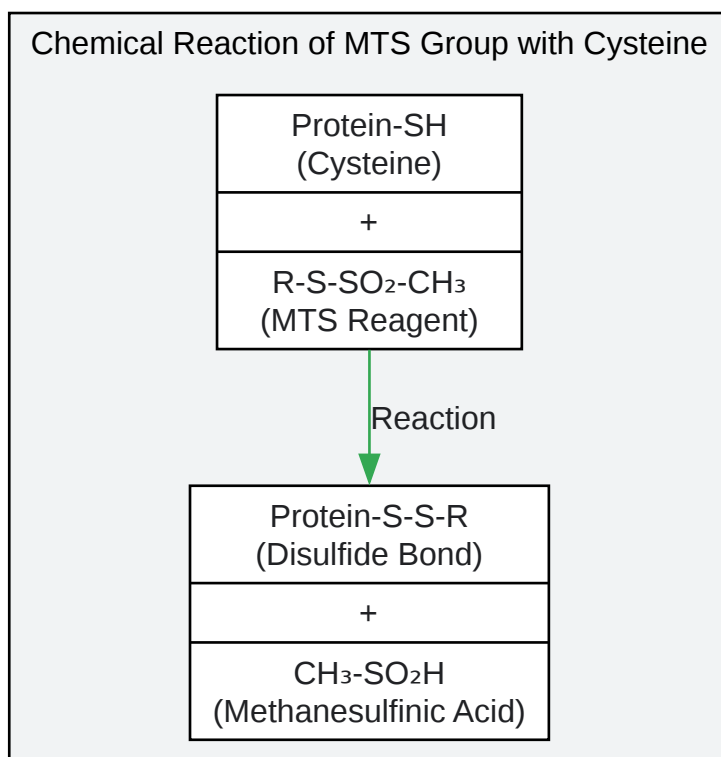 Chemical Reaction of MTS Group with Cysteine
Protein-SH
(Cysteine)
+
R-S-SO₂-CH₃
(MTS Reagent)
Reaction
Protein-S-S-R
(Disulfide Bond)
+
CH₃-SO₂H
(Methanesulfinic Acid)